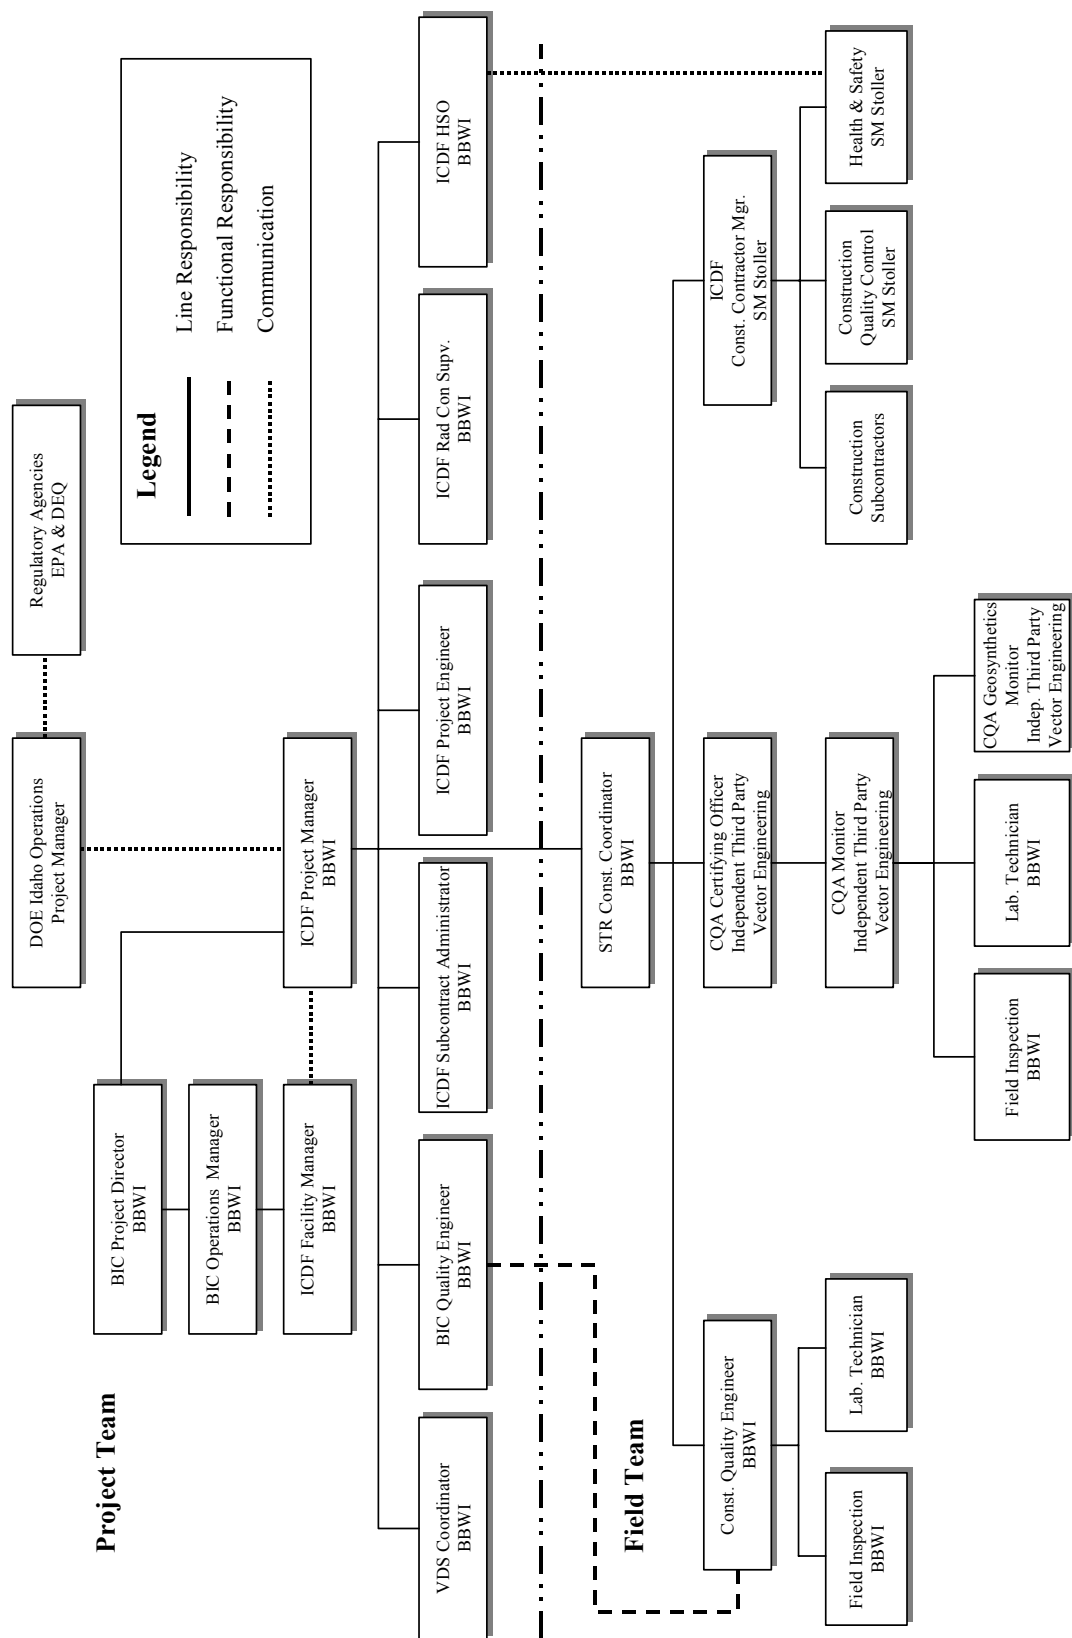 Project Team
DOE Idaho Operations
Project Manager
Regulatory Agencies
EPA & DEQ
BIC Project Director
BBWI
BIC Operations Manager
BBWI
ICDF Facility Manager
BBWI
ICDF Project Manager
BBWI
Legend
Line Responsibility
Functional Responsibility
Communication
VDS Coordinator
BBWI
BIC Quality Engineer
BBWI
ICDF Subcontract Administrator
BBWI
ICDF Project Engineer
BBWI
ICDF Rad Con Supv.
BBWI
ICDF HSO
BBWI
Field Team
STR Const. Coordinator
BBWI
Const. Quality Engineer
BBWI
CQA Certifying Officer
Independent Third Party
Vector Engineering
ICDF
Const. Contractor Mgr.
SM Stoller
Field Inspection
BBWI
Lab. Technician
BBWI
CQA Monitor
Independent Third Party
Vector Engineering
Construction
Subcontractors
Construction
Quality Control
SM Stoller
Health & Safety
SM Stoller
Field Inspection
BBWI
Lab. Technician
BBWI
CQA Geosynthetics
Monitor
Indep. Third Party
Vector Engineering